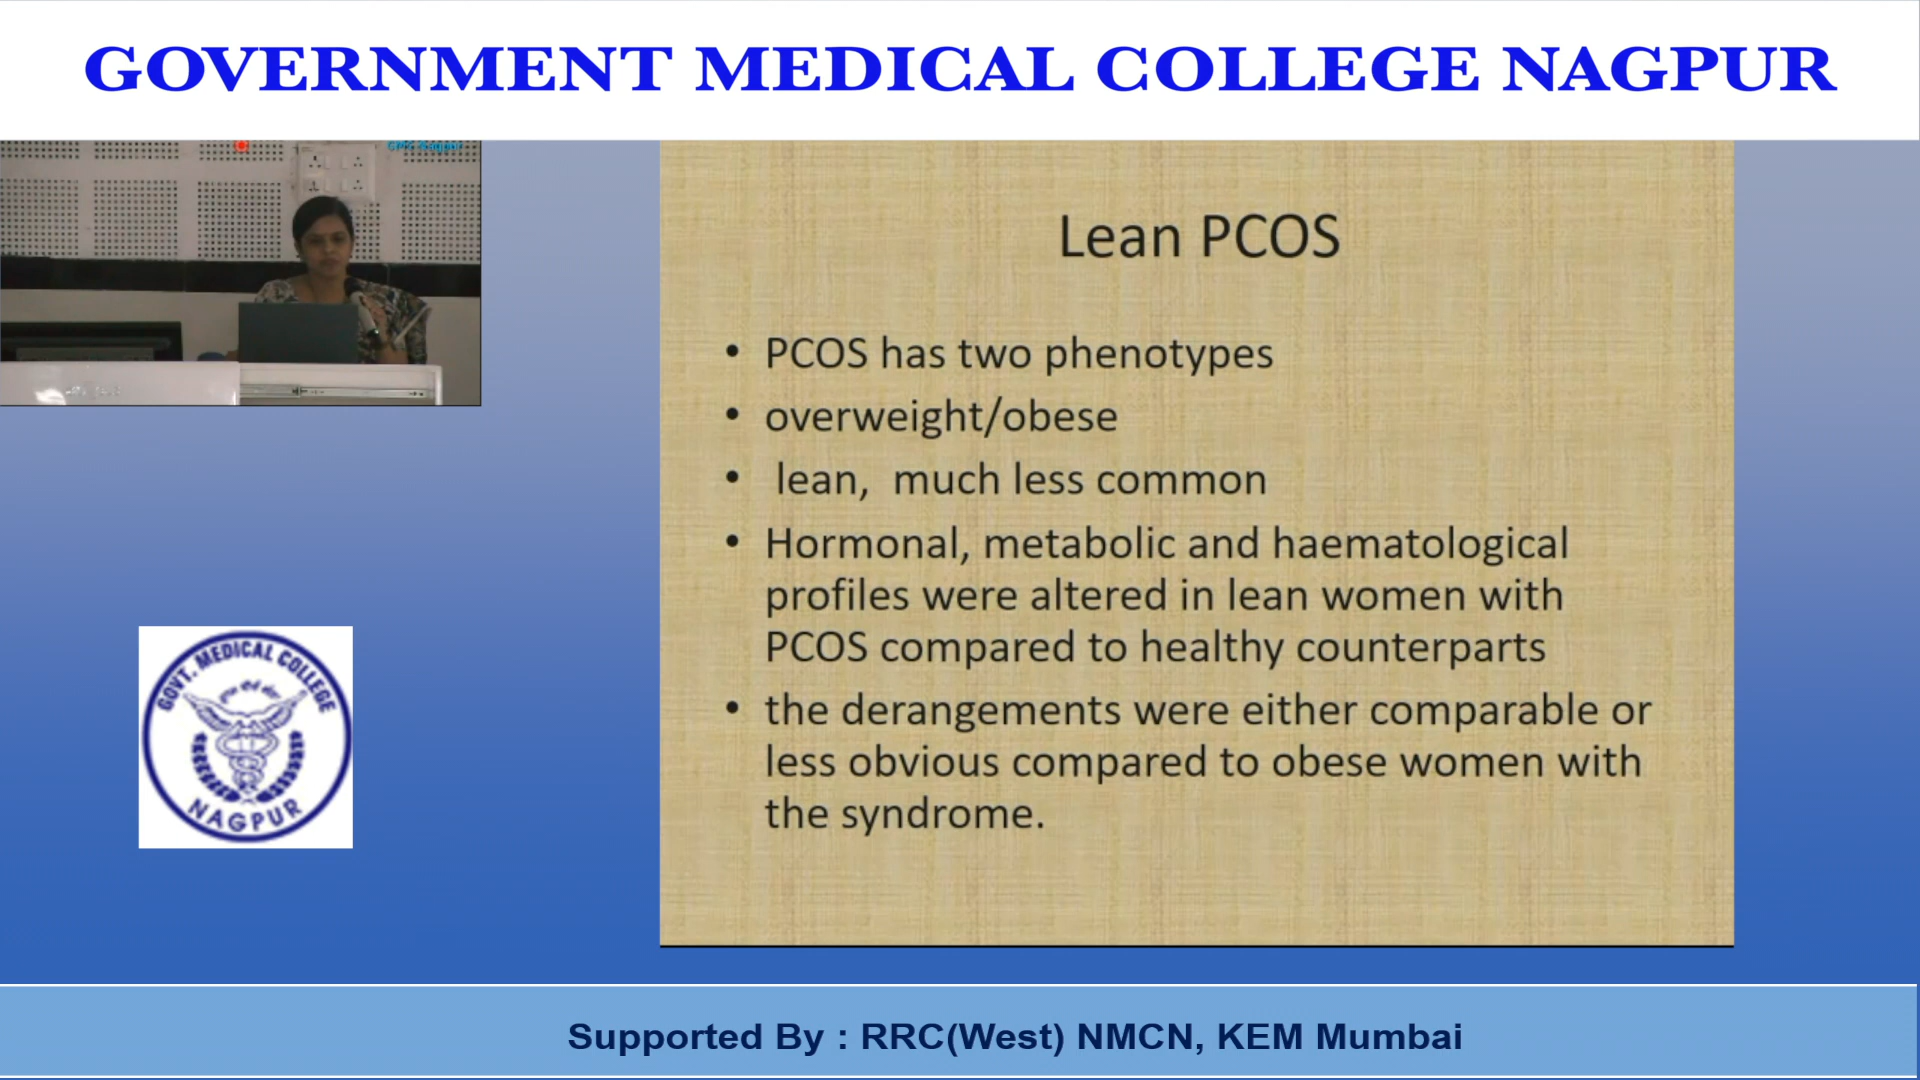 GOVERNMENT MEDICAL COLLEGE NAGPUR
GMC Nagpur
Lean PCOS
• PCOS has two phenotypes
• overweight/obese
• lean, much less common
• Hormonal, metabolic and haematological
profiles were altered in lean women with
PCOS compared to healthy counterparts
• the derangements were either comparable or
less obvious compared to obese women with
the syndrome.
GOVT. MEDICAL COLLEGE
NAGPUR
Supported By : RRC(West) NMCN, KEM Mumbai